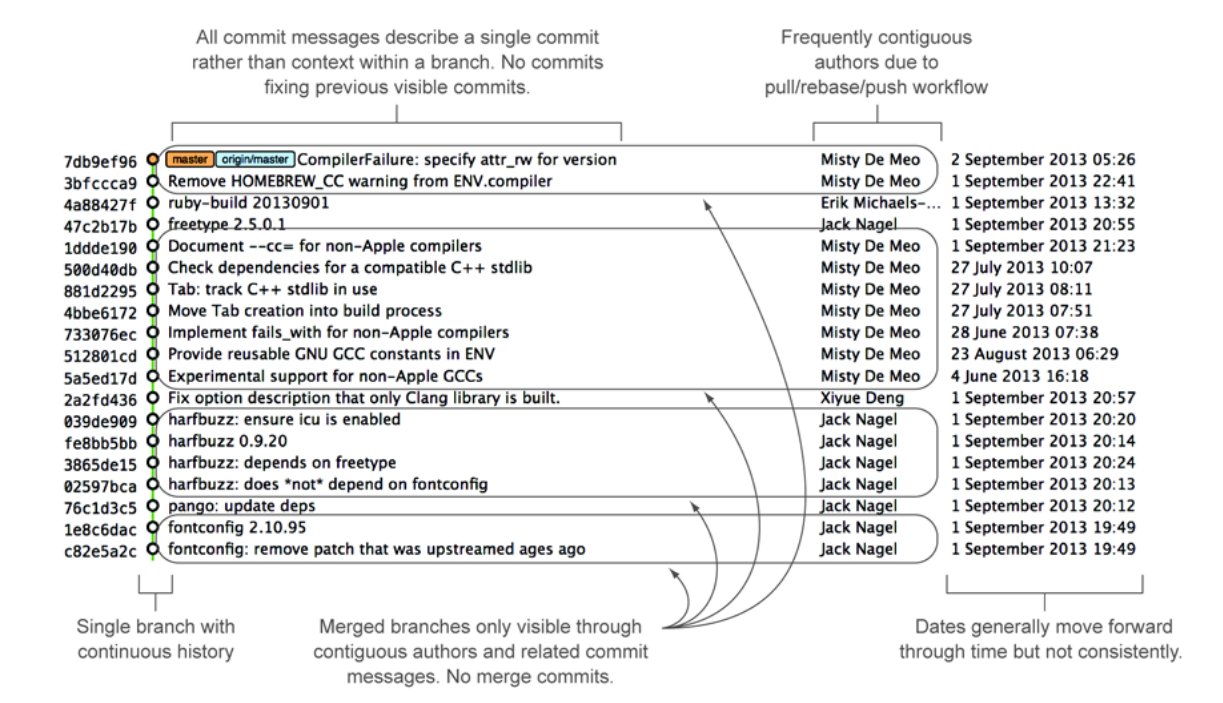 All commit messages describe a single commit
rather than context within a branch. No commits
fixing previous visible commits.
Frequently contiguous
authors due to
pull/rebase/push workflow
7db9ef96 master origin/master CompilerFailure: specify attr_rw for version Misty De Meo 2 September 2013 05:26
3bfccca9 Remove HOMEBREW_CC warning from ENV.compiler Misty De Meo 1 September 2013 22:41
4a88427f ruby-build 20130901 Erik Michaels-... 1 September 2013 13:32
47c2b17b freetype 2.5.0.1 Jack Nagel 1 September 2013 20:55
1ddde190 Document --cc= for non-Apple compilers Misty De Meo 1 September 2013 21:23
500d40db Check dependencies for a compatible C++ stdlib Misty De Meo 27 July 2013 10:07
881d2295 Tab: track C++ stdlib in use Misty De Meo 27 July 2013 08:11
4bbe6172 Move Tab creation into build process Misty De Meo 27 July 2013 07:51
733076ec Implement fails_with for non-Apple compilers Misty De Meo 28 June 2013 07:38
512801cd Provide reusable GNU GCC constants in ENV Misty De Meo 23 August 2013 06:29
5a5ed17d Experimental support for non-Apple GCCs Misty De Meo 4 June 2013 16:18
2a2fd436 Fix option description that only Clang library is built. Xiyue Deng 1 September 2013 20:57
039de909 harfbuzz: ensure icu is enabled Jack Nagel 1 September 2013 20:20
fe8bb5bb harfbuzz 0.9.20 Jack Nagel 1 September 2013 20:14
3865de15 harfbuzz: depends on freetype Jack Nagel 1 September 2013 20:24
02597bca harfbuzz: does *not* depend on fontconfig Jack Nagel 1 September 2013 20:13
76c1d3c5 pango: update deps Jack Nagel 1 September 2013 20:12
1e8c6dac fontconfig 2.10.95 Jack Nagel 1 September 2013 19:49
c82e5a2c fontconfig: remove patch that was upstreamed ages ago Jack Nagel 1 September 2013 19:49
Single branch with
continuous history
Merged branches only visible through
contiguous authors and related commit
messages. No merge commits.
Dates generally move forward
through time but not consistently.